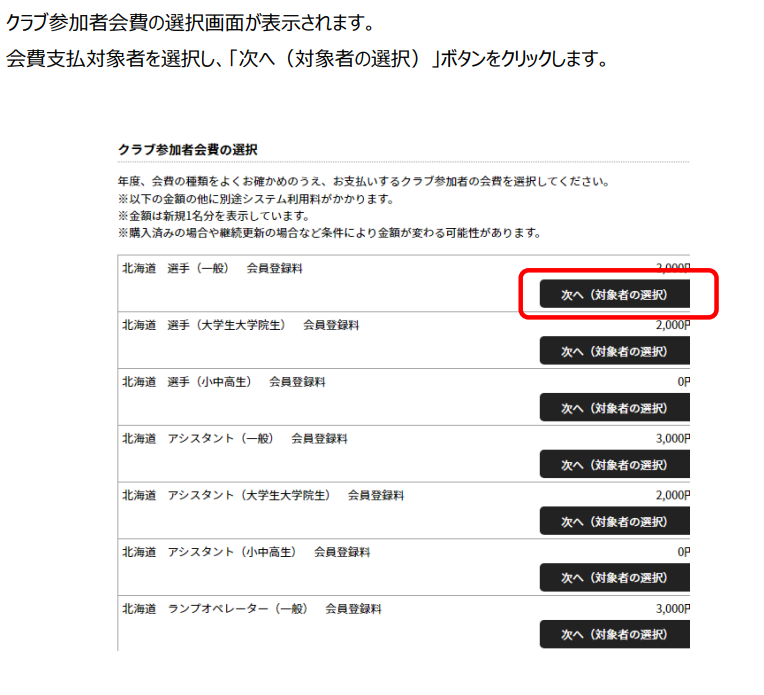 クラブ参加者会費の選択画面が表示されます。
会費支払対象者を選択し、「次へ（対象者の選択）」ボタンをクリックします。
クラブ参加者会費の選択
年度、会費の種類をよくお確かめのうえ、お支払いするクラブ参加者の会費を選択してください。
※以下の金額の他に別途システム利用料がかかります。
※金額は新規1名分を表示しています。
※購入済みの場合や継続更新の場合など条件により金額が変わる可能性があります。
北海道　選手（一般）　会員登録料　3,000円
次へ（対象者の選択）
北海道　選手（大学生大学院生）　会員登録料　2,000円
次へ（対象者の選択）
北海道　選手（小中高生）　会員登録料　0円
次へ（対象者の選択）
北海道　アシスタント（一般）　会員登録料　3,000円
次へ（対象者の選択）
北海道　アシスタント（大学生大学院生）　会員登録料　2,000円
次へ（対象者の選択）
北海道　アシスタント（小中高生）　会員登録料　0円
次へ（対象者の選択）
北海道　ランプオペレーター（一般）　会員登録料　3,000円
次へ（対象者の選択）